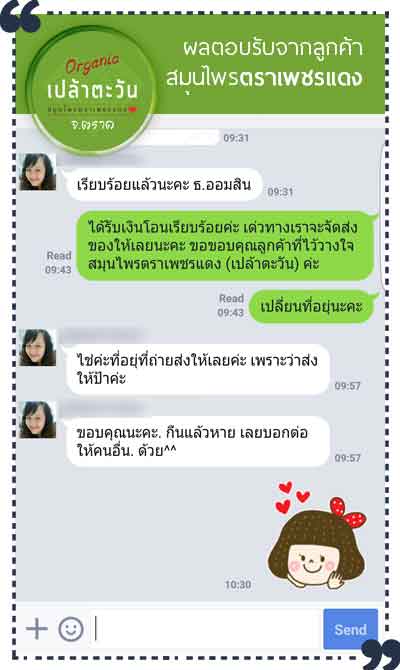 Organic
เปล้าตะวัน
สมุนไพรตราเพชรแดง
จ.ตราด
ผลตอบรับจากลูกค้า
สมุนไพรตราเพชรแดง
09:31
เรียบร้อยแล้วนะคะ ธ.ออมสิน
09:31
ได้รับเงินโอนเรียบร้อยค่ะ เด่วทางเราจะจัดส่ง
ของให้เลยนะคะ ขอขอบคุณลูกค้าที่ไว้วางใจ
สมุนไพรตราเพชรแดง (เปล้าตะวัน) ค่ะ
Read
09:43
เปลี่ยนที่อยุ่นะคะ
Read
09:43
ไช่ค่ะที่อยุ่ที่ถ่ายส่งให้เลยค่ะ เพราะว่าส่ง
ให้ป้าค่ะ
09:57
ขอบคุณนะคะ. กืนแล้วหาย เลยบอกต่อ
ให้คนอื่น. ด้วย^^
09:57
10:30
Send